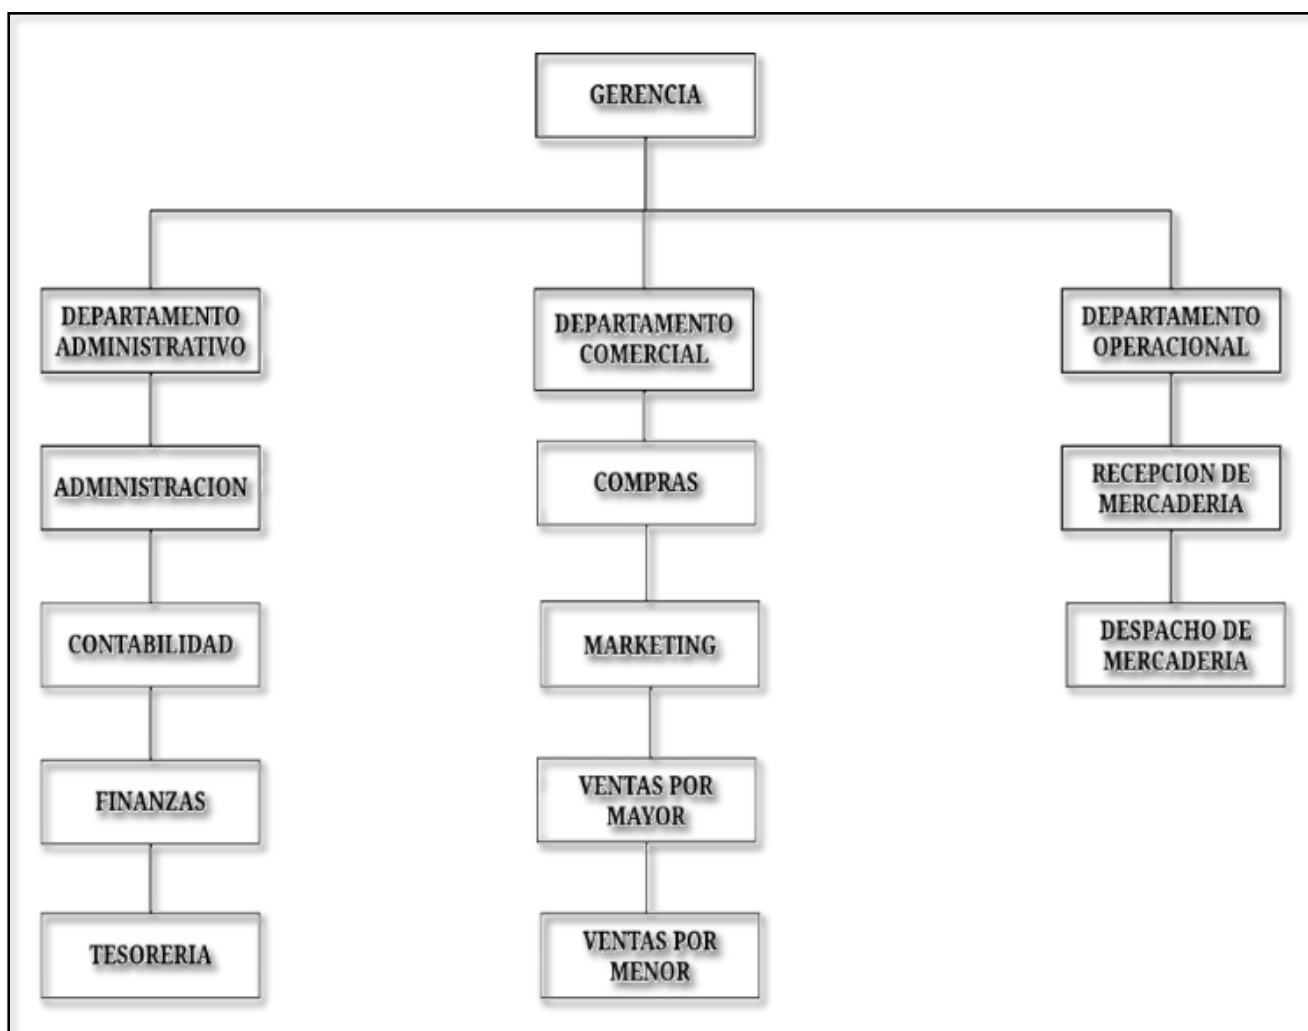 GERENCIA
DEPARTAMENTO
ADMINISTRATIVO
DEPARTAMENTO
COMERCIAL
DEPARTAMENTO
OPERACIONAL
ADMINISTRACION
COMPRAS
RECEPCION DE
MERCADERIA
CONTABILIDAD
MARKETING
DESPACHO DE
MERCADERIA
FINANZAS
VENTAS POR
MAYOR
TESORERIA
VENTAS POR
MENOR